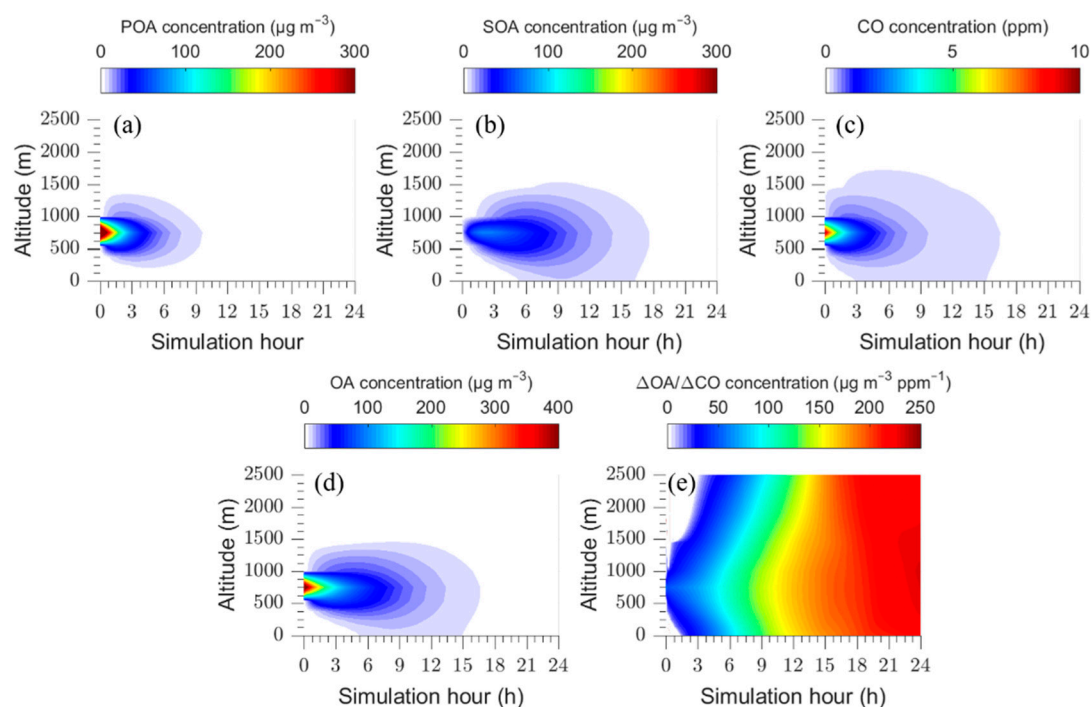 POA concentration (µg m⁻³)
0 100 200 300
SOA concentration (µg m⁻³)
0 100 200 300
CO concentration (ppm)
0 5 10
(a)
Altitude (m)
2500
2000
1500
1000
500
0
0 3 6 9 12 15 18 21 24
Simulation hour
(b)
Altitude (m)
2500
2000
1500
1000
500
0
0 3 6 9 12 15 18 21 24
Simulation hour (h)
(c)
Altitude (m)
2500
2000
1500
1000
500
0
0 3 6 9 12 15 18 21 24
Simulation hour (h)
OA concentration (µg m⁻³)
0 100 200 300 400
ΔOA/ΔCO concentration (µg m⁻³ ppm⁻¹)
0 50 100 150 200 250
(d)
Altitude (m)
2500
2000
1500
1000
500
0
0 3 6 9 12 15 18 21 24
Simulation hour (h)
(e)
Altitude (m)
2500
2000
1500
1000
500
0
0 3 6 9 12 15 18 21 24
Simulation hour (h)